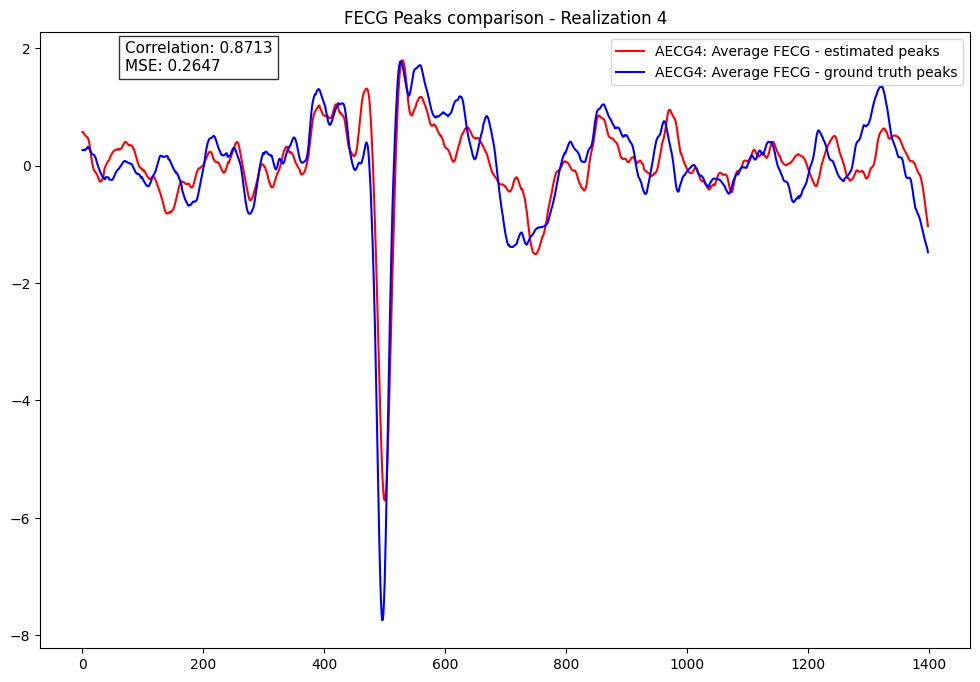 FECG Peaks comparison - Realization 4
Correlation: 0.8713
MSE: 0.2647
AECG4: Average FECG - estimated peaks
AECG4: Average FECG - ground truth peaks
2
0
−2
−4
−6
−8
0 200 400 600 800 1000 1200 1400